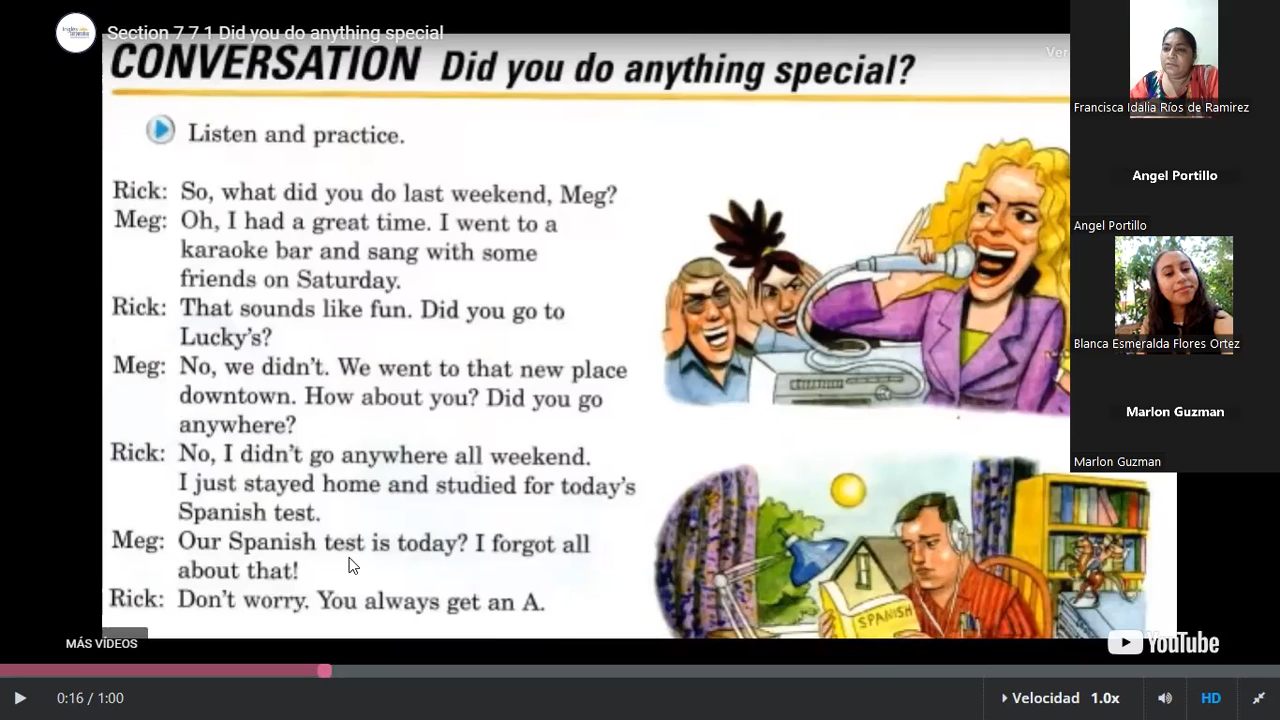 Section 7 7 1 Did you do anything special
CONVERSATION Did you do anything special?
Ver
Listen and practice.
Rick: So, what did you do last weekend, Meg?
Meg: Oh, I had a great time. I went to a
karaoke bar and sang with some
friends on Saturday.
Rick: That sounds like fun. Did you go to
Lucky's?
Meg: No, we didn't. We went to that new place
downtown. How about you? Did you go
anywhere?
Rick: No, I didn't go anywhere all weekend.
I just stayed home and studied for today's
Spanish test.
Meg: Our Spanish test is today? I forgot all
about that!
Rick: Don't worry. You always get an A.
SPANISH
Francisca Idalia Ríos de Ramirez
Angel Portillo
Angel Portillo
Blanca Esmeralda Flores Ortez
Marlon Guzman
Marlon Guzman
MÁS VÍDEOS
YouTube
0:16 / 1:00
Velocidad 1.0x
HD